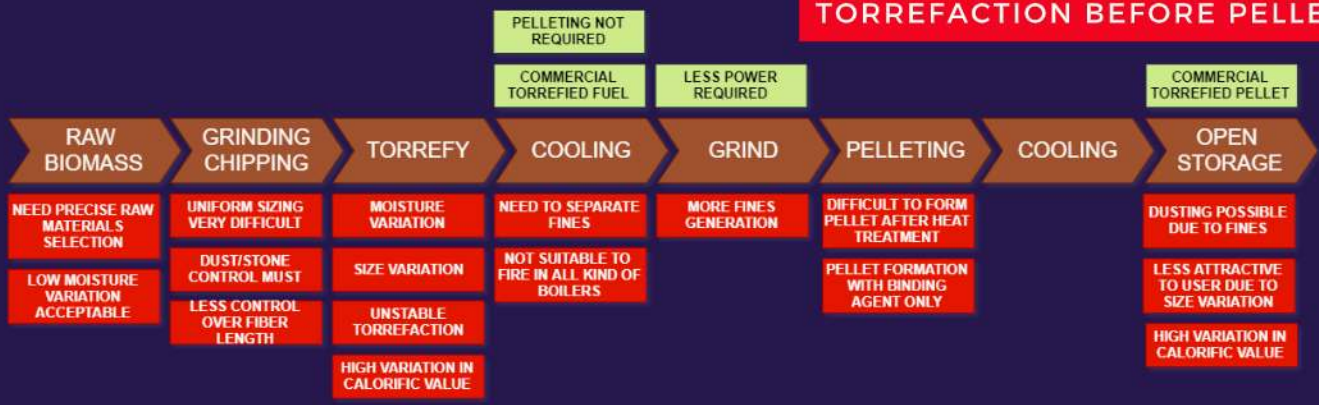 TORREFACTION BEFORE PELLE
PELLETING NOT
REQUIRED
COMMERCIAL
TORREFIED FUEL
LESS POWER
REQUIRED
COMMERCIAL
TORREFIED PELLET
RAW
BIOMASS
GRINDING
CHIPPING
TORREFY
COOLING
GRIND
PELLETING
COOLING
OPEN
STORAGE
NEED PRECISE RAW
MATERIALS
SELECTION
LOW MOISTURE
VARIATION
ACCEPTABLE
UNIFORM SIZING
VERY DIFFICULT
DUST/STONE
CONTROL MUST
LESS CONTROL
OVER FIBER
LENGTH
MOISTURE
VARIATION
SIZE VARIATION
UNSTABLE
TORREFACTION
HIGH VARIATION IN
CALORIFIC VALUE
NEED TO SEPARATE
FINES
NOT SUITABLE TO
FIRE IN ALL KIND OF
BOILERS
MORE FINES
GENERATION
DIFFICULT TO FORM
PELLET AFTER HEAT
TREATMENT
PELLET FORMATION
WITH BINDING
AGENT ONLY
DUSTING POSSIBLE
DUE TO FINES
LESS ATTRACTIVE
TO USER DUE TO
SIZE VARIATION
HIGH VARIATION IN
CALORIFIC VALUE